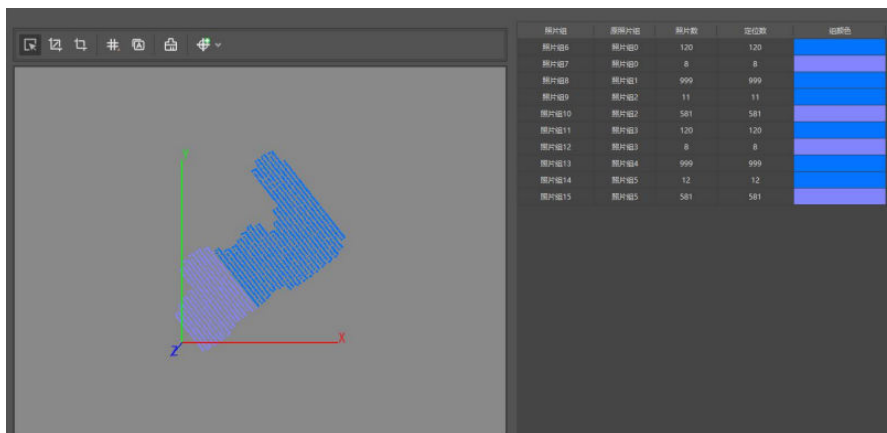 照片组 原照片组 照片数 定位数 组颜色
照片组6 照片组0 120 120
照片组7 照片组0 8 8
照片组8 照片组1 999 999
照片组9 照片组2 11 11
照片组10 照片组2 581 581
照片组11 照片组3 120 120
照片组12 照片组3 8 8
照片组13 照片组4 999 999
照片组14 照片组5 12 12
照片组15 照片组5 581 581
Y
X
Z